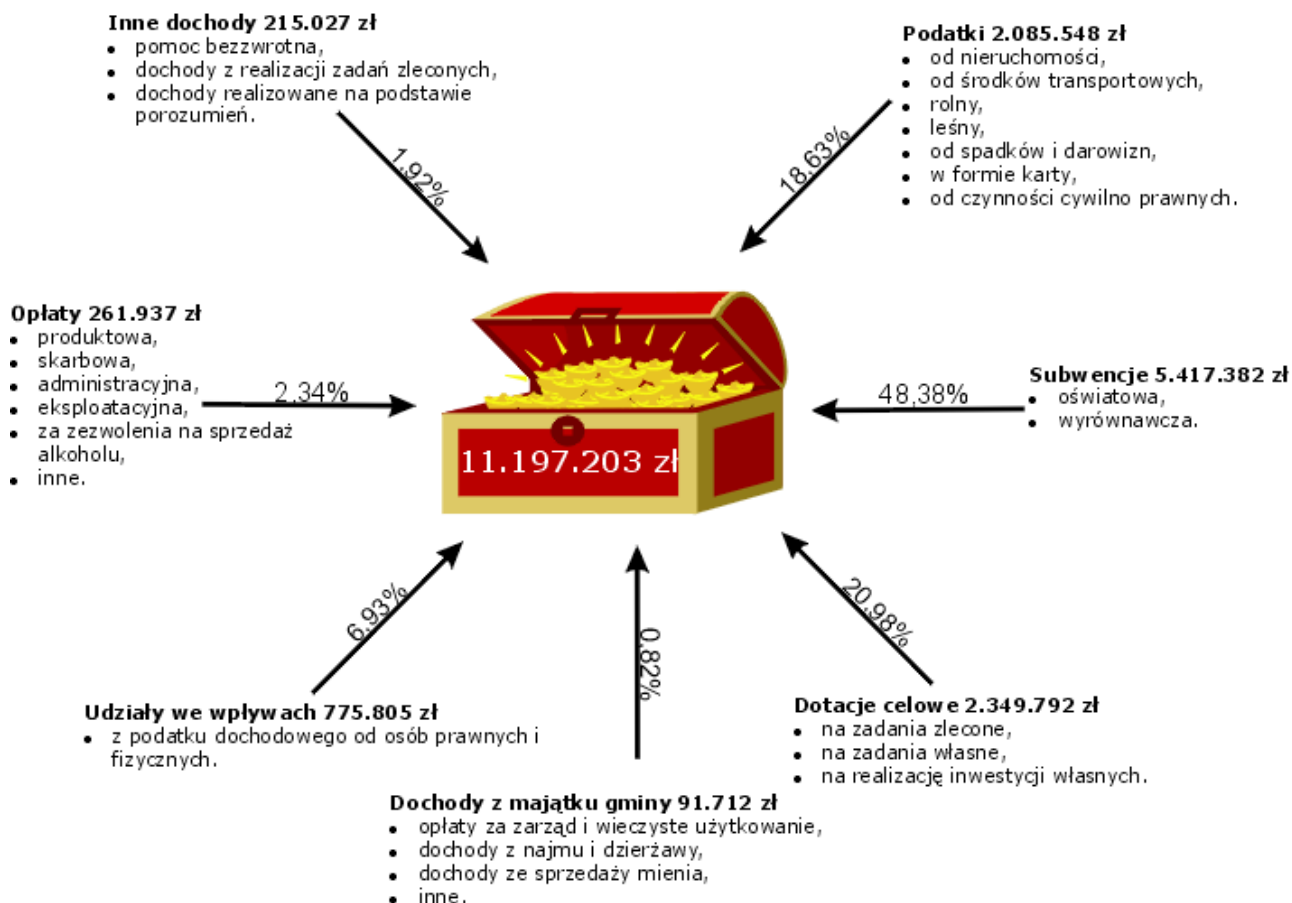 Inne dochody 215.027 zł
• pomoc bezzwrotna,
• dochody z realizacji zadań zleconych,
• dochody realizowane na podstawie
porozumień.
1,92%
Podatki 2.085.548 zł
• od nieruchomości,
• od środków transportowych,
• rolny,
• leśny,
• od spadków i darowizn,
• w formie karty,
• od czynności cywilno prawnych.
18,63%
Opłaty 261.937 zł
• produktowa,
• skarbowa,
• administracyjna,
• eksploatacyjna,
• za zezwolenia na sprzedaż
alkoholu,
• inne.
2,34%
11.197.203 zł
Subwencje 5.417.382 zł
• oświatowa,
• wyrównawcza.
48,38%
Udziały we wpływach 775.805 zł
• z podatku dochodowego od osób prawnych i
fizycznych.
6,93%
Dochody z majątku gminy 91.712 zł
• opłaty za zarząd i wieczyste użytkowanie,
• dochody z najmu i dzierżawy,
• dochody ze sprzedaży mienia,
• inne.
0,82%
Dotacje celowe 2.349.792 zł
• na zadania zlecone,
• na zadania własne,
• na realizację inwestycji własnych.
20,98%